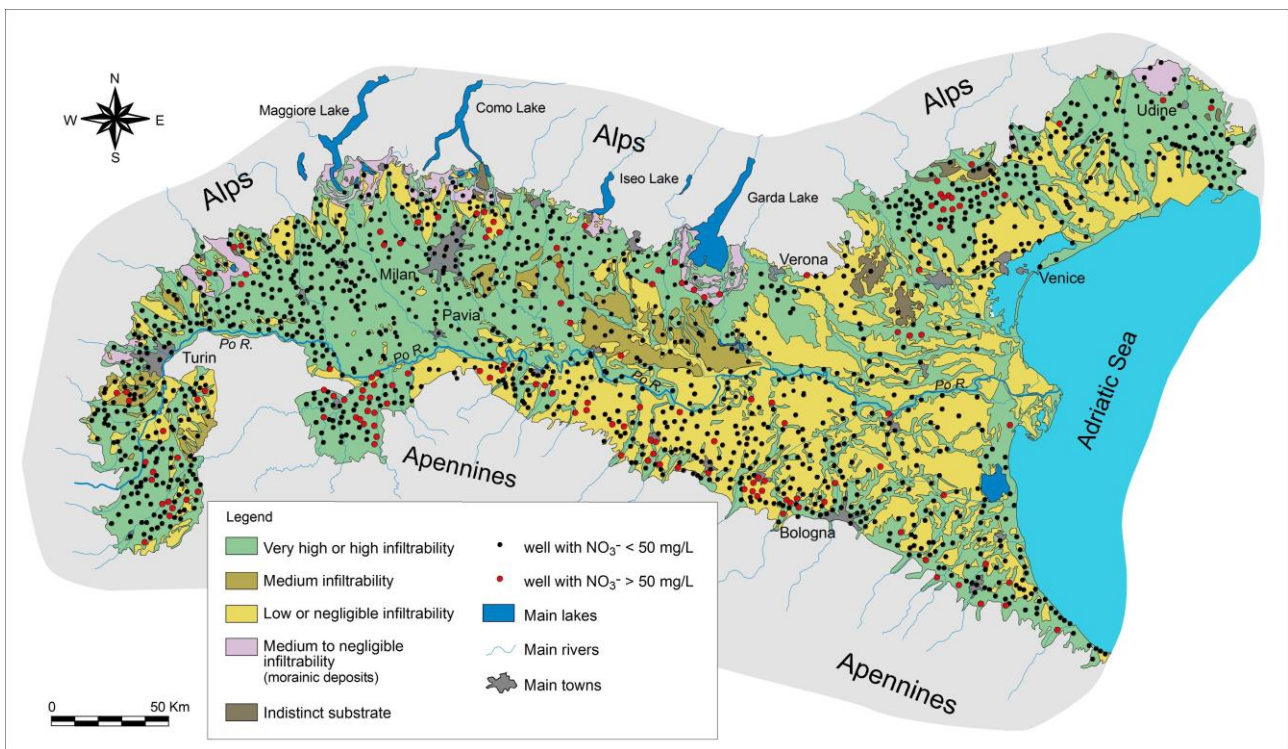 N
W
E
S
Maggiore Lake
Como Lake
Alps
Alps
Alps
Iseo Lake
Garda Lake
Udine
Milan
Verona
Venice
Pavia
Po R.
Turin
Po R.
Po R.
Po R.
Adriatic Sea
Apennines
Bologna
Apennines
Legend
Very high or high infiltrability
Medium infiltrability
Low or negligible infiltrability
Medium to negligible
infiltrability
(morainic deposits)
Indistinct substrate
well with NO₃⁻ < 50 mg/L
well with NO₃⁻ > 50 mg/L
Main lakes
Main rivers
Main towns
0 50 Km